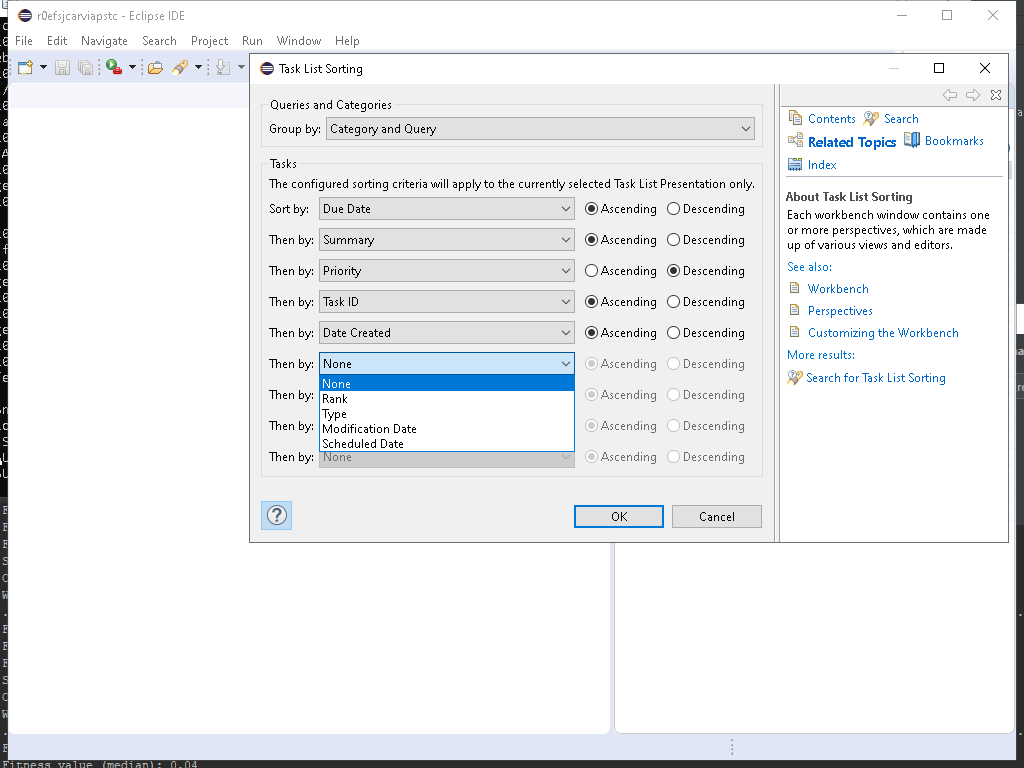 r0efsjcarviapstc - Eclipse IDE
File Edit Navigate Search Project Run Window Help
Task List Sorting
Queries and Categories
Group by: Category and Query
Tasks
The configured sorting criteria will apply to the currently selected Task List Presentation only.
Sort by: Due Date Ascending Descending
Then by: Summary Ascending Descending
Then by: Priority Ascending Descending
Then by: Task ID Ascending Descending
Then by: Date Created Ascending Descending
Then by: None Ascending Descending
None
Then by: Ascending Descending
Rank
Type
Then by: Ascending Descending
Modification Date
Scheduled Date
Then by: None Ascending Descending
OK Cancel
Contents Search
Related Topics Bookmarks
Index
About Task List Sorting
Each workbench window contains one
or more perspectives, which are made
up of various views and editors.
See also:
Workbench
Perspectives
Customizing the Workbench
More results:
Search for Task List Sorting
Fitness value (median): 0.04